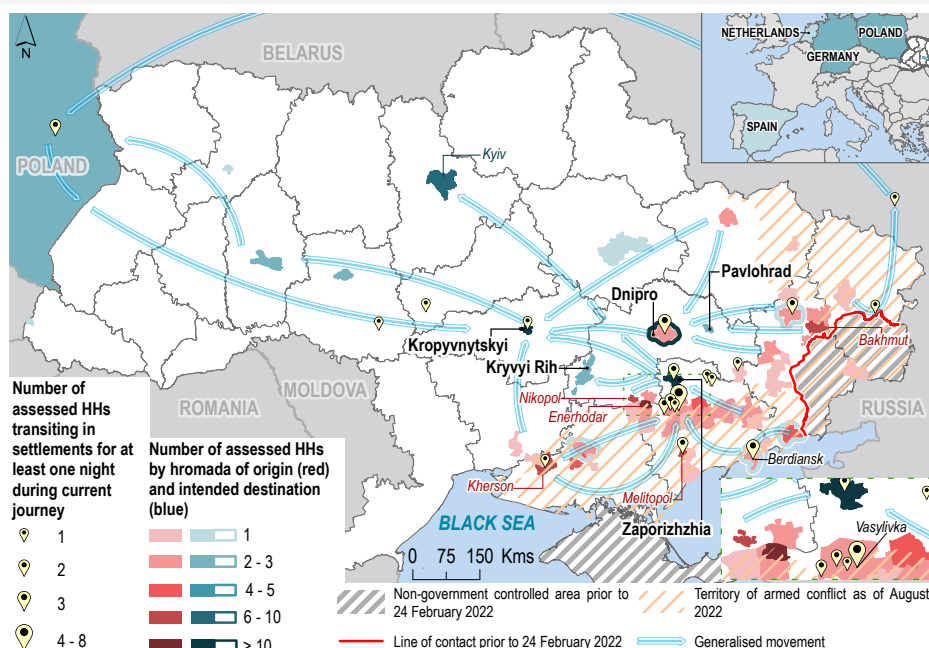 N
BELARUS
NETHERLANDS
POLAND
GERMANY
SPAIN
POLAND
Kyiv
Pavlohrad
Dnipro
Kropyvnytskyi
Kryvyi Rih
Bakhmut
MOLDOVA
ROMANIA
Nikopol
Enerhodar
RUSSIA
Kherson
Melitopol
Berdiansk
Zaporizhzhia
BLACK SEA
0 75 150 Kms
Vasylivka
Number of
assessed HHs
transiting in
settlements for at
least one night
during current
journey
1
2
3
4 - 8
Number of assessed HHs
by hromada of origin (red)
and intended destination
(blue)
1
2 - 3
4 - 5
6 - 10
> 10
Non-government controlled area prior to
24 February 2022
Line of contact prior to 24 February 2022
Territory of armed conflict as of August
2022
Generalised movement